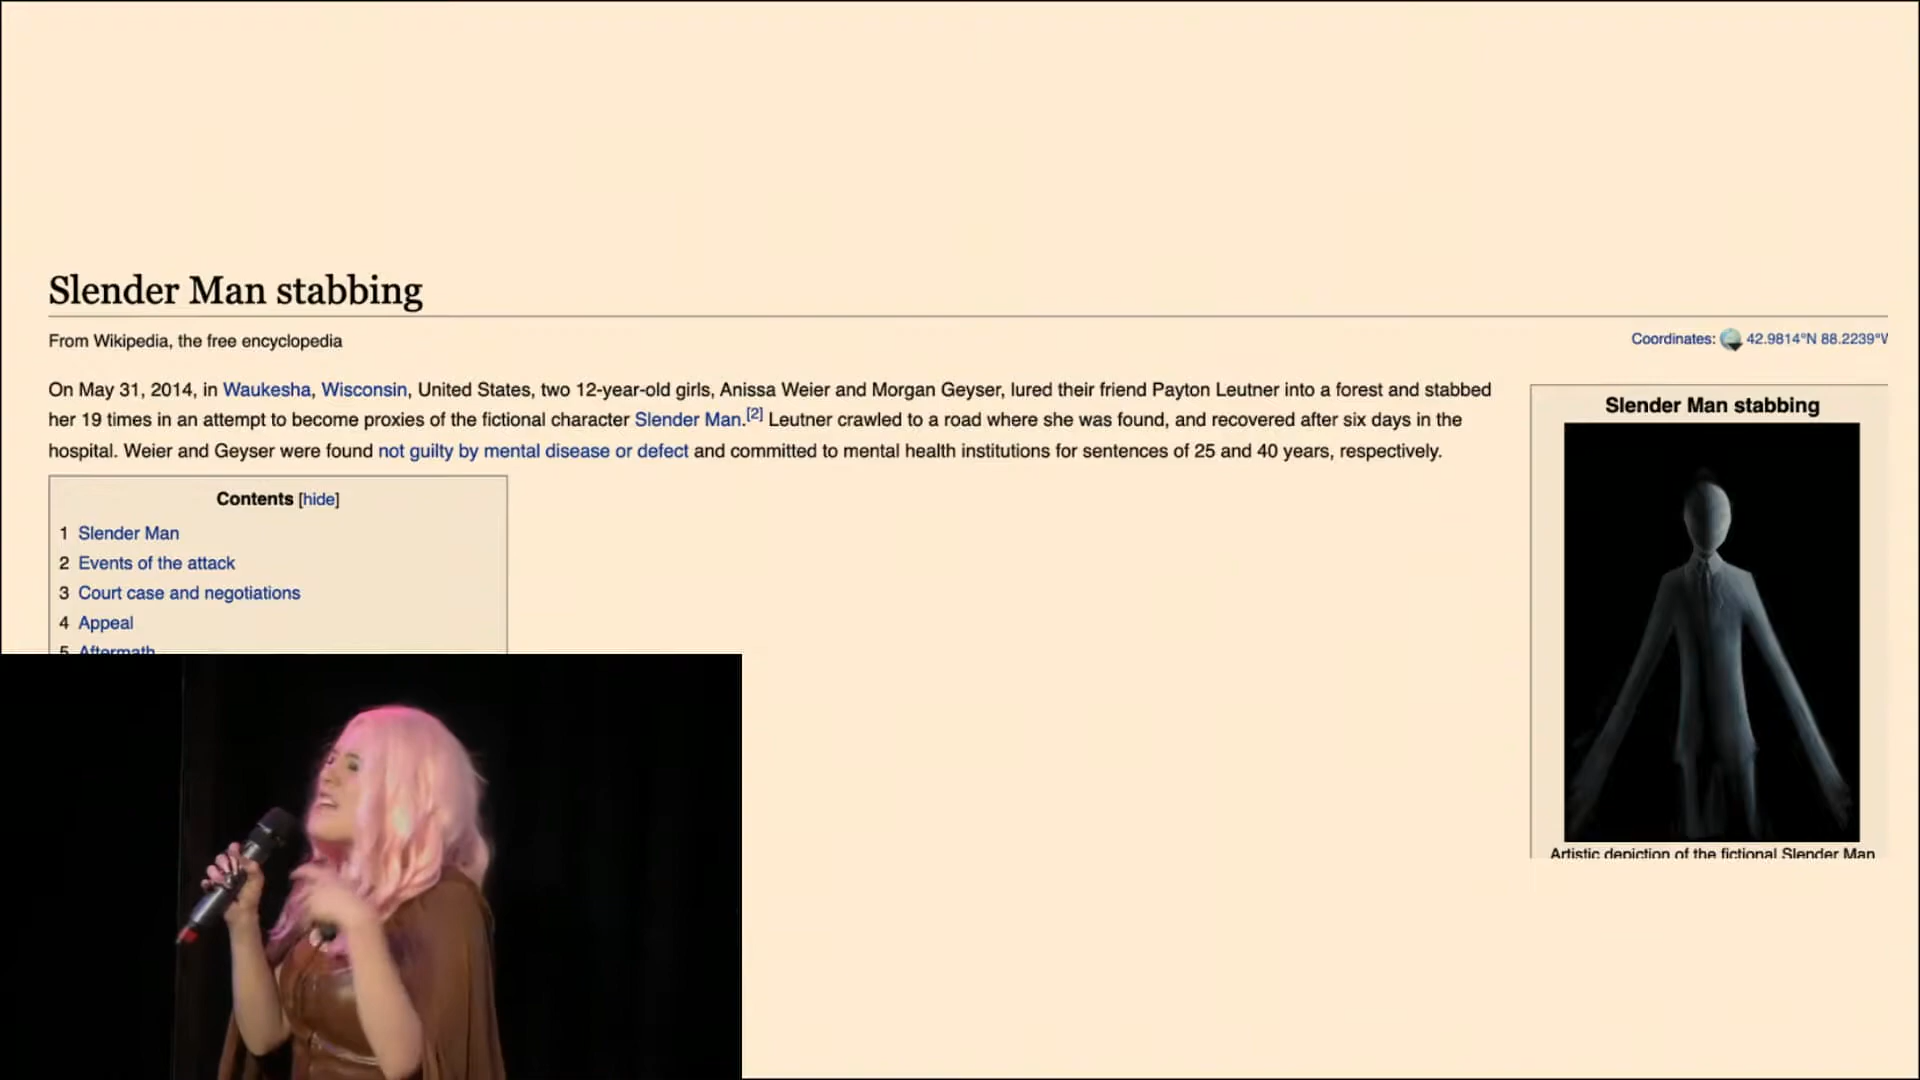 Slender Man stabbing
From Wikipedia, the free encyclopedia
Coordinates: 42.9814°N 88.2239°W
On May 31, 2014, in Waukesha, Wisconsin, United States, two 12-year-old girls, Anissa Weier and Morgan Geyser, lured their friend Payton Leutner into a forest and stabbed
her 19 times in an attempt to become proxies of the fictional character Slender Man.[2] Leutner crawled to a road where she was found, and recovered after six days in the
hospital. Weier and Geyser were found not guilty by mental disease or defect and committed to mental health institutions for sentences of 25 and 40 years, respectively.
Contents [hide]
1 Slender Man
2 Events of the attack
3 Court case and negotiations
4 Appeal
5 Aftermath
Slender Man stabbing
Artistic depiction of the fictional Slender Man